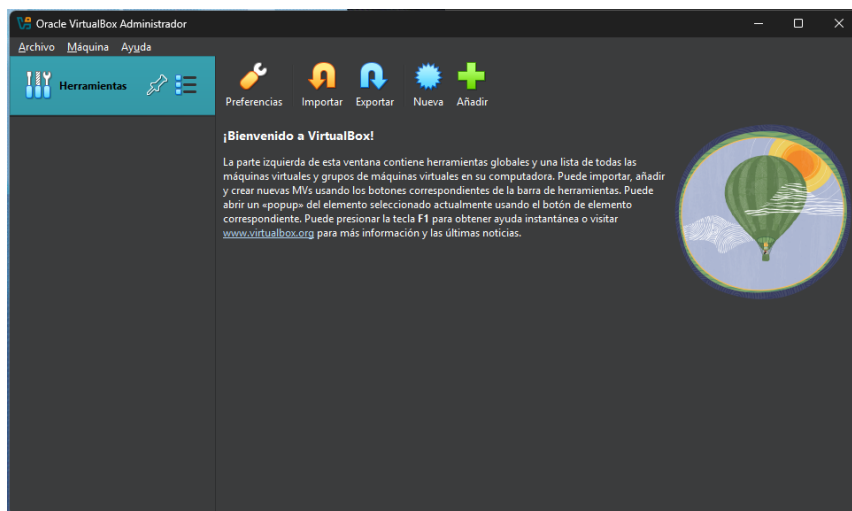 Oracle VirtualBox Administrador
Archivo Máquina Ayuda
Herramientas
Preferencias Importar Exportar Nueva Añadir
¡Bienvenido a VirtualBox!
La parte izquierda de esta ventana contiene herramientas globales y una lista de todas las
máquinas virtuales y grupos de máquinas virtuales en su computadora. Puede importar, añadir
y crear nuevas MVs usando los botones correspondientes de la barra de herramientas. Puede
abrir un «popup» del elemento seleccionado actualmente usando el botón de elemento
correspondiente. Puede presionar la tecla F1 para obtener ayuda instantánea o visitar
www.virtualbox.org para más información y las últimas noticias.